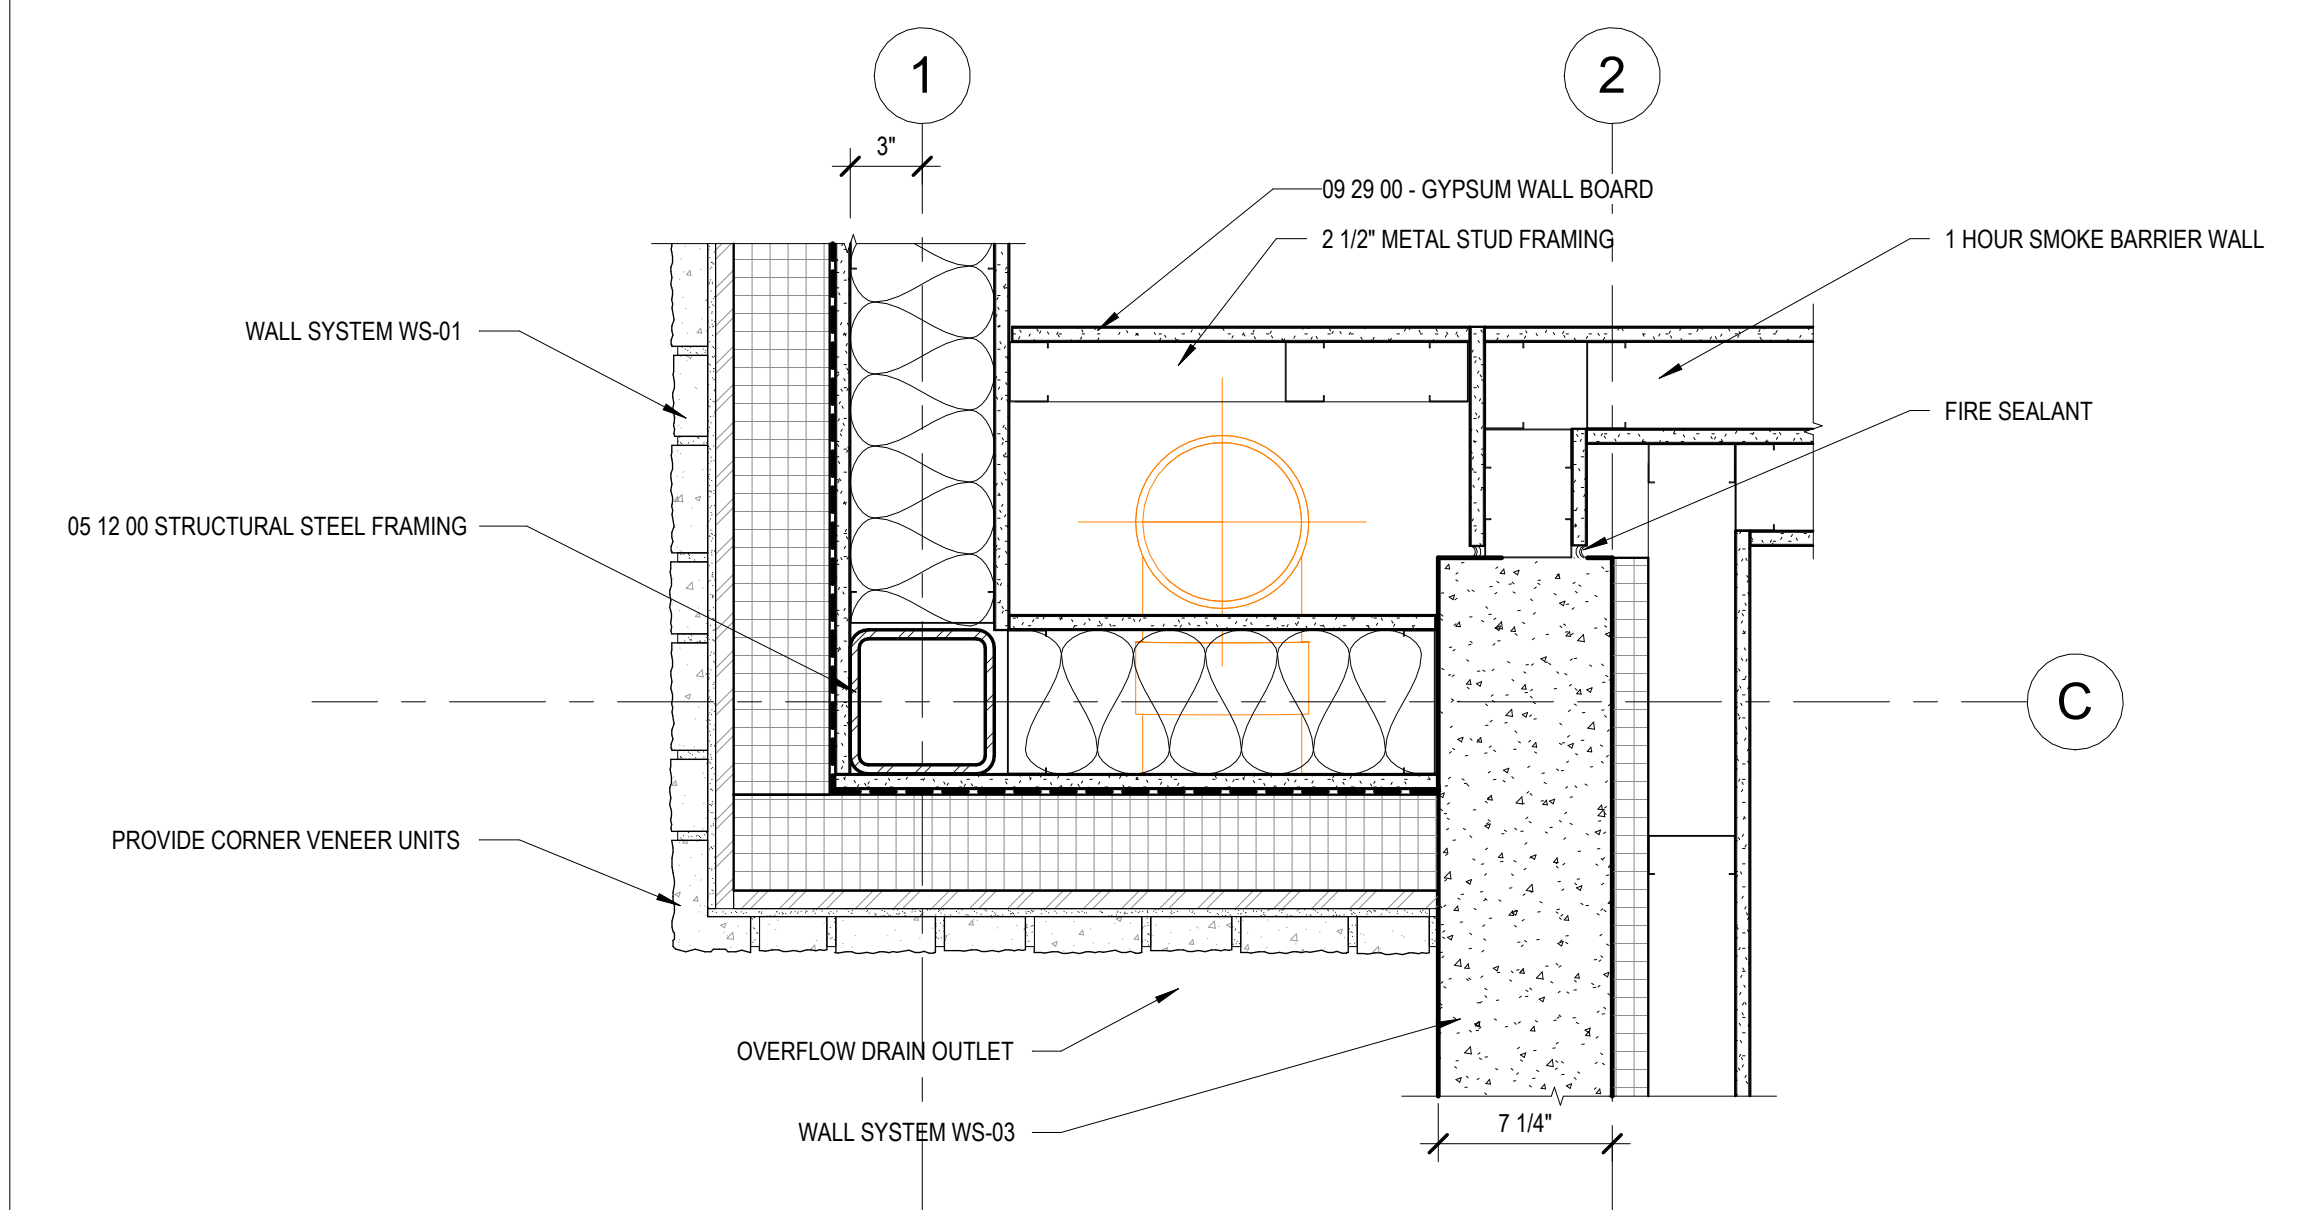 1
2
3"
09 29 00 - GYPSUM WALL BOARD
2 1/2" METAL STUD FRAMING
1 HOUR SMOKE BARRIER WALL
WALL SYSTEM WS-01
FIRE SEALANT
05 12 00 STRUCTURAL STEEL FRAMING
C
PROVIDE CORNER VENEER UNITS
OVERFLOW DRAIN OUTLET
WALL SYSTEM WS-03
7 1/4"